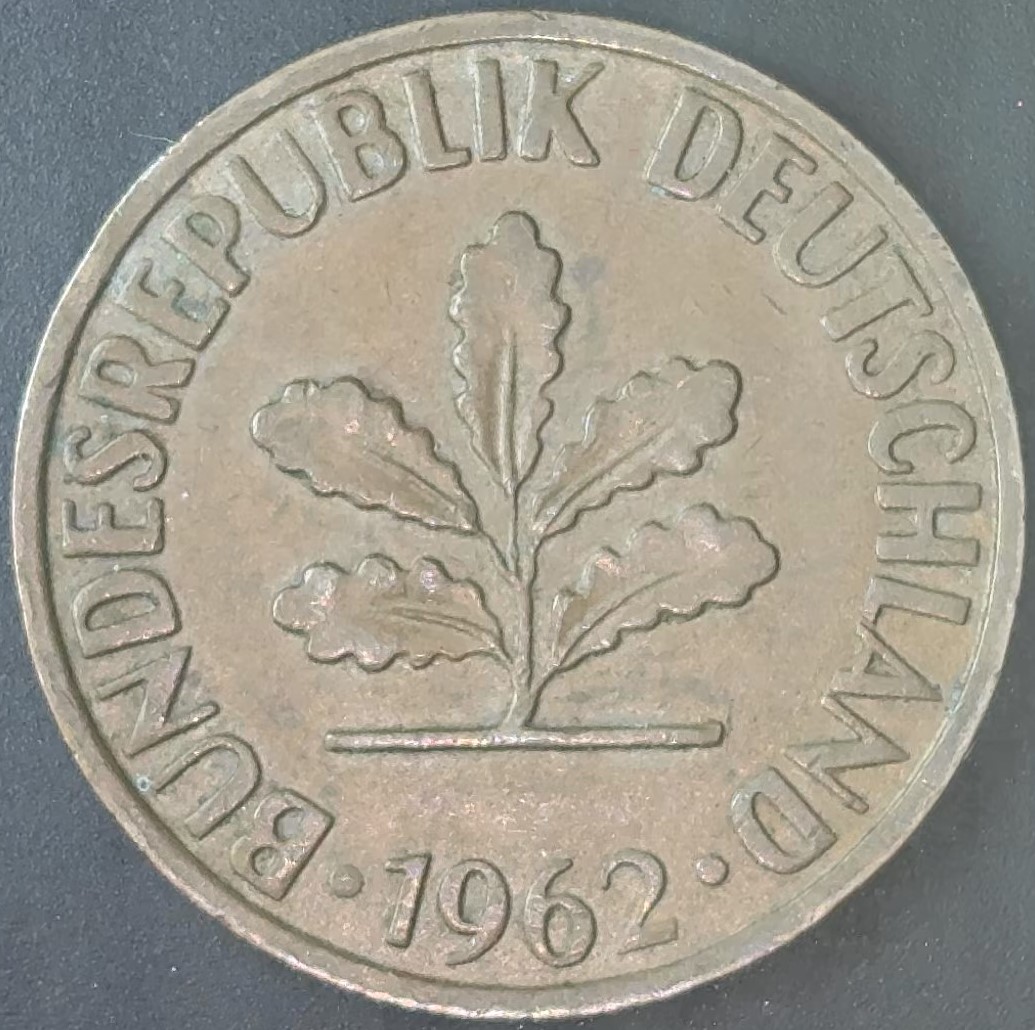 BUNDESREPUBLIK DEUTSCHLAND
· 1962 ·